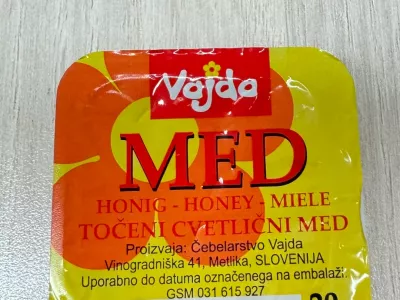 Vajda
MED
HONIG - HONEY - MIELE
TOČENI CVETLIČNI MED
Proizvaja: Čebelarstvo Vajda
Vinogradniška 41, Metlika, SLOVENIJA
Uporabno do datuma označenega na embalaži.
GSM 031 615 927
20